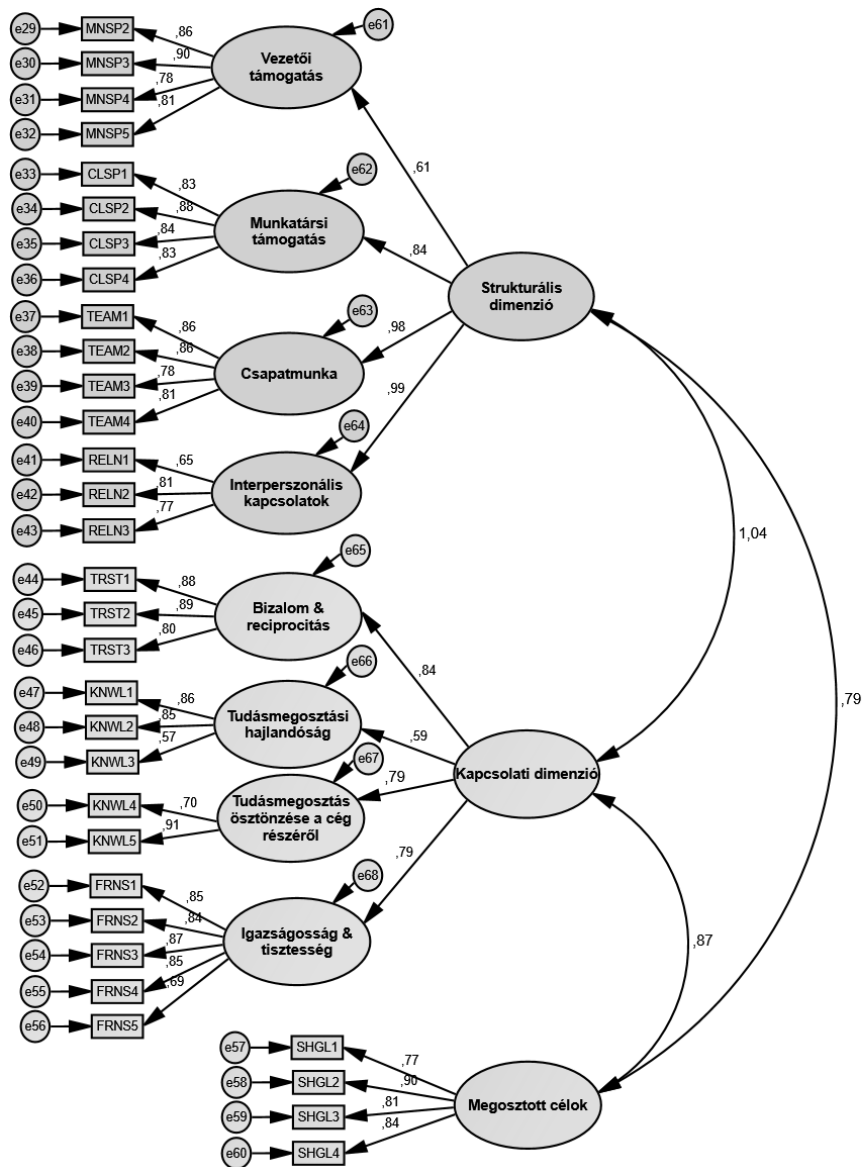 e29
MNSP2
,86
e30
MNSP3
,90
e31
MNSP4
,78
e32
MNSP5
,81
Vezetői
támogatás
e61
,61
e33
CLSP1
,83
e34
CLSP2
,88
e35
CLSP3
,84
e36
CLSP4
,83
Munkatársi
támogatás
e62
,84
Strukturális
dimenzió
e37
TEAM1
,86
e38
TEAM2
,86
e39
TEAM3
,78
e40
TEAM4
,81
Csapatmunka
e63
,98
e41
RELN1
,65
e42
RELN2
,81
e43
RELN3
,77
Interperszonális
kapcsolatok
e64
,99
1,04
e44
TRST1
,88
e45
TRST2
,89
e46
TRST3
,80
Bizalom &
reciprocitás
e65
,84
e47
KNWL1
,86
e48
KNWL2
,85
e49
KNWL3
,57
Tudásmegosztási
hajlandóság
e66
,59
,79
Kapcsolati dimenzió
e50
KNWL4
,70
e51
KNWL5
,91
Tudásmegosztás
ösztönzése a cég
részéről
e67
,79
e52
FRNS1
,85
e53
FRNS2
,84
e54
FRNS3
,87
e55
FRNS4
,85
e56
FRNS5
,69
Igazságosság &
tisztesség
e68
,79
,87
e57
SHGL1
,77
e58
SHGL2
,90
e59
SHGL3
,81
e60
SHGL4
,84
Megosztott célok